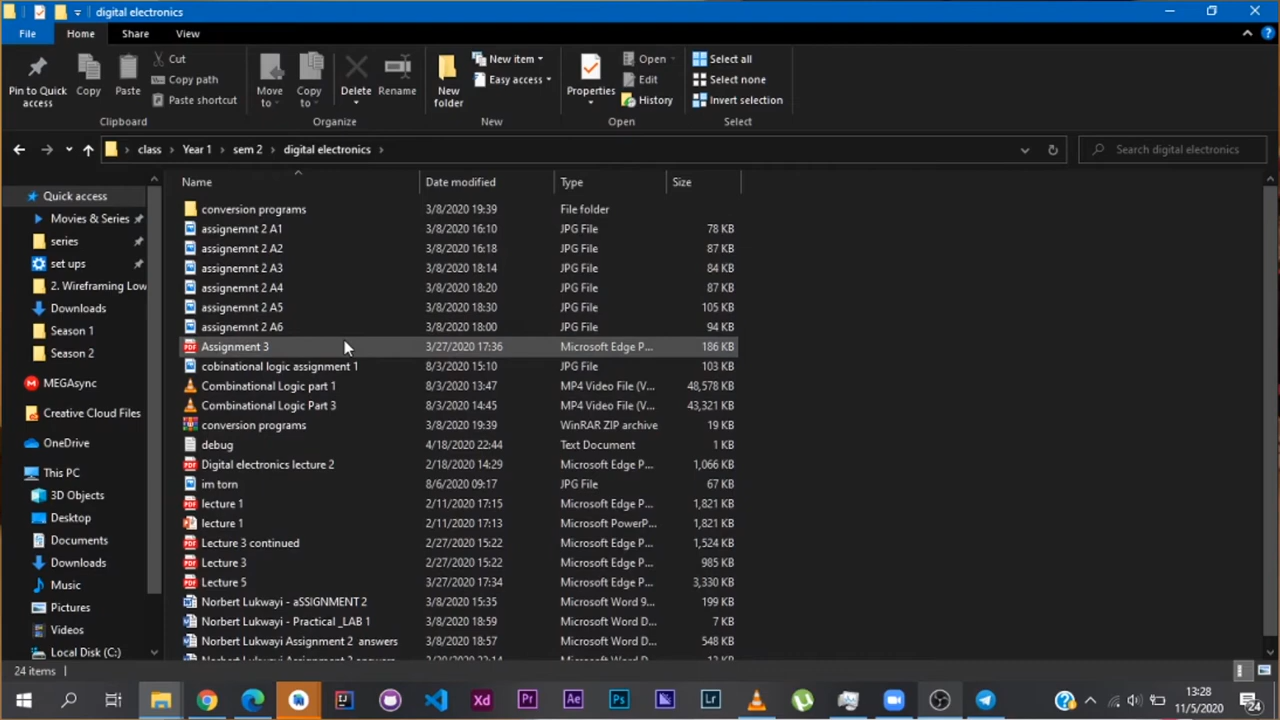 digital electronics
File Home Share View
Pin to Quick access
Copy
Paste
Cut
Copy path
Paste shortcut
Clipboard
Move to
Copy to
Delete
Rename
Organize
New folder
New item
Easy access
New
Properties
Open
Edit
History
Open
Select all
Select none
Invert selection
Select
class > Year 1 > sem 2 > digital electronics >
Search digital electronics
Quick access
Movies & Series
series
set ups
2. Wireframing Low
Downloads
Season 1
Season 2
MEGAsync
Creative Cloud Files
OneDrive
This PC
3D Objects
Desktop
Documents
Downloads
Music
Pictures
Videos
Local Disk (C:)
Name Date modified Type Size
conversion programs 3/8/2020 19:39 File folder
assignemnt 2 A1 3/8/2020 16:10 JPG File 78 KB
assignemnt 2 A2 3/8/2020 16:18 JPG File 87 KB
assignemnt 2 A3 3/8/2020 18:14 JPG File 84 KB
assignemnt 2 A4 3/8/2020 18:20 JPG File 87 KB
assignemnt 2 A5 3/8/2020 18:30 JPG File 105 KB
assignemnt 2 A6 3/8/2020 18:00 JPG File 94 KB
Assignment 3 3/27/2020 17:36 Microsoft Edge P... 186 KB
cobinational logic assignment 1 8/3/2020 15:10 JPG File 103 KB
Combinational Logic part 1 8/3/2020 13:47 MP4 Video File (V... 48,578 KB
Combinational Logic Part 3 8/3/2020 14:45 MP4 Video File (V... 43,321 KB
conversion programs 3/8/2020 19:39 WinRAR ZIP archive 19 KB
debug 4/18/2020 22:44 Text Document 1 KB
Digital electronics lecture 2 2/18/2020 14:29 Microsoft Edge P... 1,066 KB
im torn 8/6/2020 09:17 JPG File 67 KB
lecture 1 2/11/2020 17:15 Microsoft Edge P... 1,821 KB
lecture 1 2/11/2020 17:13 Microsoft PowerP... 1,821 KB
Lecture 3 continued 2/27/2020 15:22 Microsoft Edge P... 1,524 KB
Lecture 3 2/27/2020 15:22 Microsoft Edge P... 985 KB
Lecture 5 3/27/2020 17:34 Microsoft Edge P... 3,330 KB
Norbert Lukwayi - aSSIGNMENT 2 3/8/2020 15:35 Microsoft Word 9... 199 KB
Norbert Lukwayi - Practical _LAB 1 3/8/2020 18:59 Microsoft Word D... 7 KB
Norbert Lukwayi Assignment 2 answers 3/8/2020 18:57 Microsoft Word D... 548 KB
24 items
Xd Pr Ae Ps Lr
13:28
11/5/2020
24